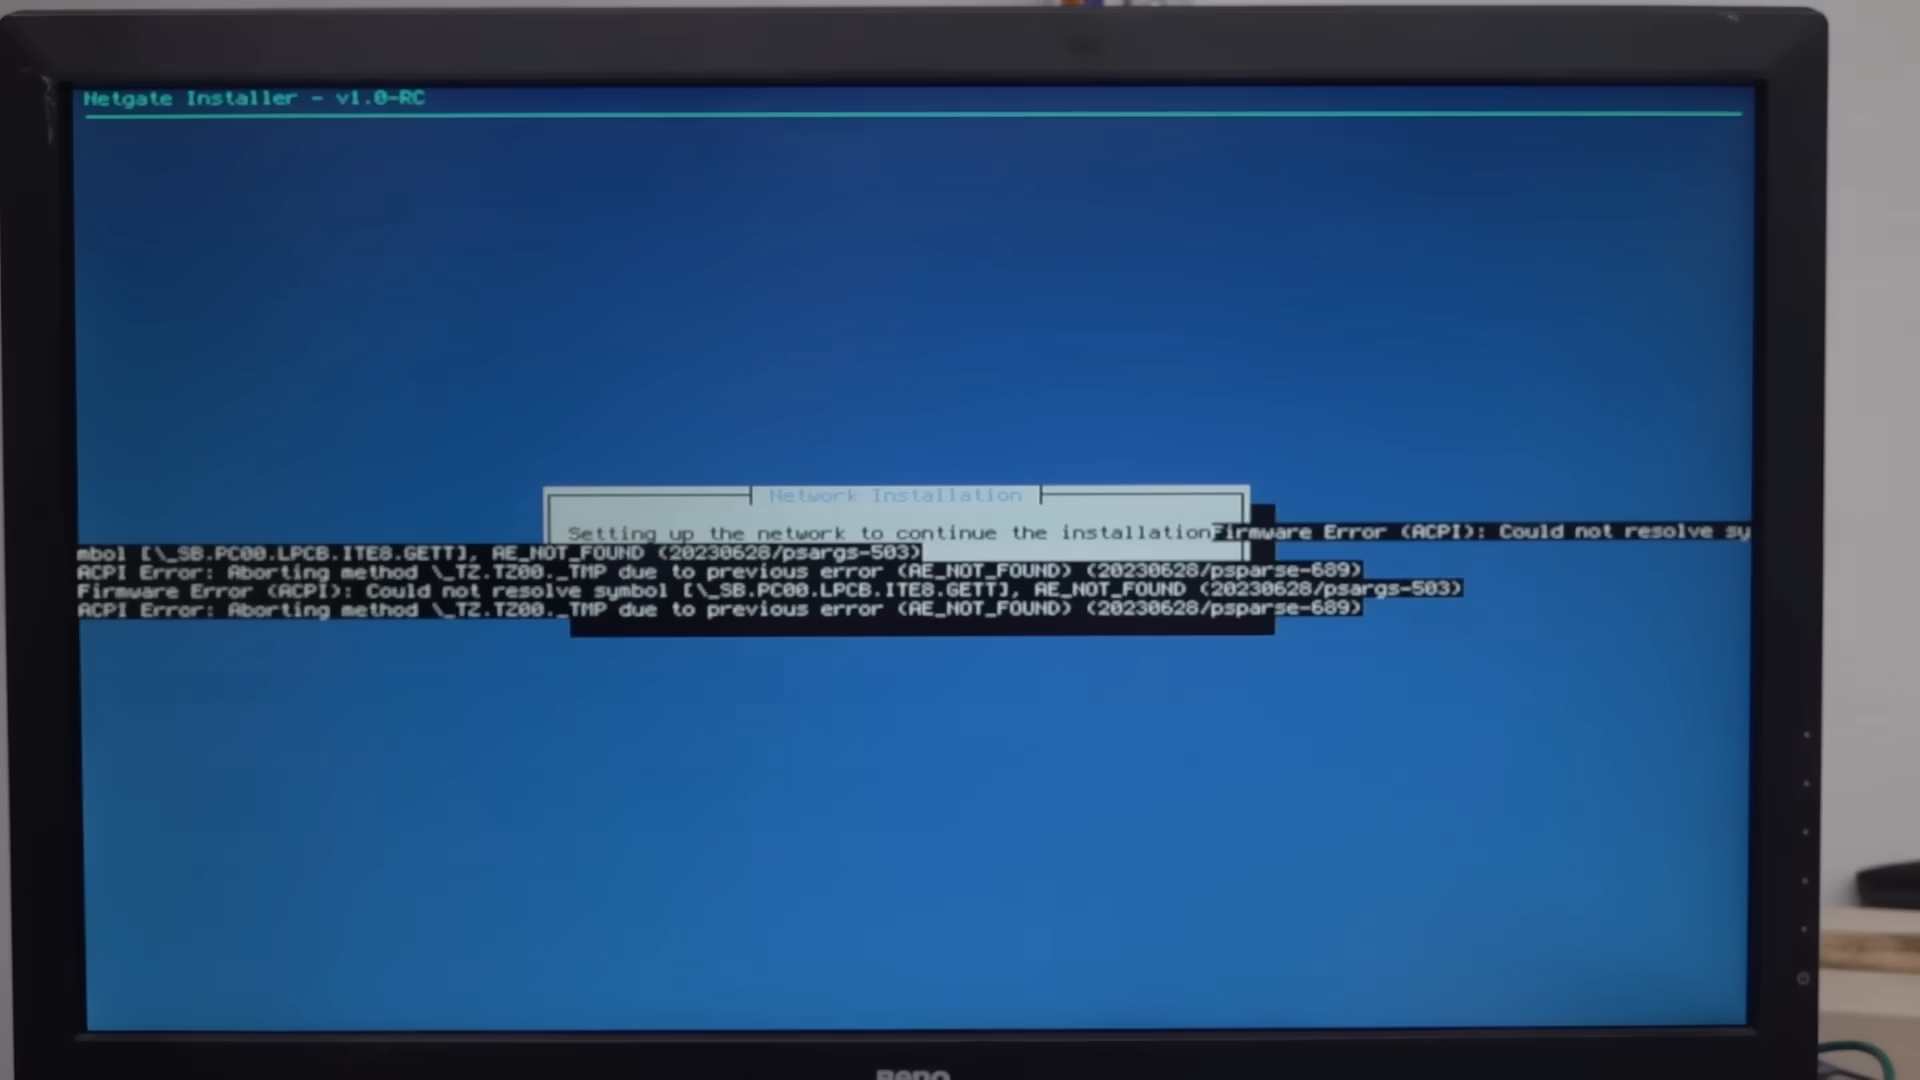 Netgate Installer - v1.0-RC
Network Installation
Setting up the network to continue the installationFirmware Error (ACPI): Could not resolve sy
mbol [\_SB.PC00.LPCB.ITE8.GETT], AE_NOT_FOUND (20230628/psargs-503)
ACPI Error: Aborting method \_TZ.TZ00._TMP due to previous error (AE_NOT_FOUND) (20230628/psparse-689)
Firmware Error (ACPI): Could not resolve symbol [\_SB.PC00.LPCB.ITE8.GETT], AE_NOT_FOUND (20230628/psargs-503)
ACPI Error: Aborting method \_TZ.TZ00._TMP due to previous error (AE_NOT_FOUND) (20230628/psparse-689)
BenQ